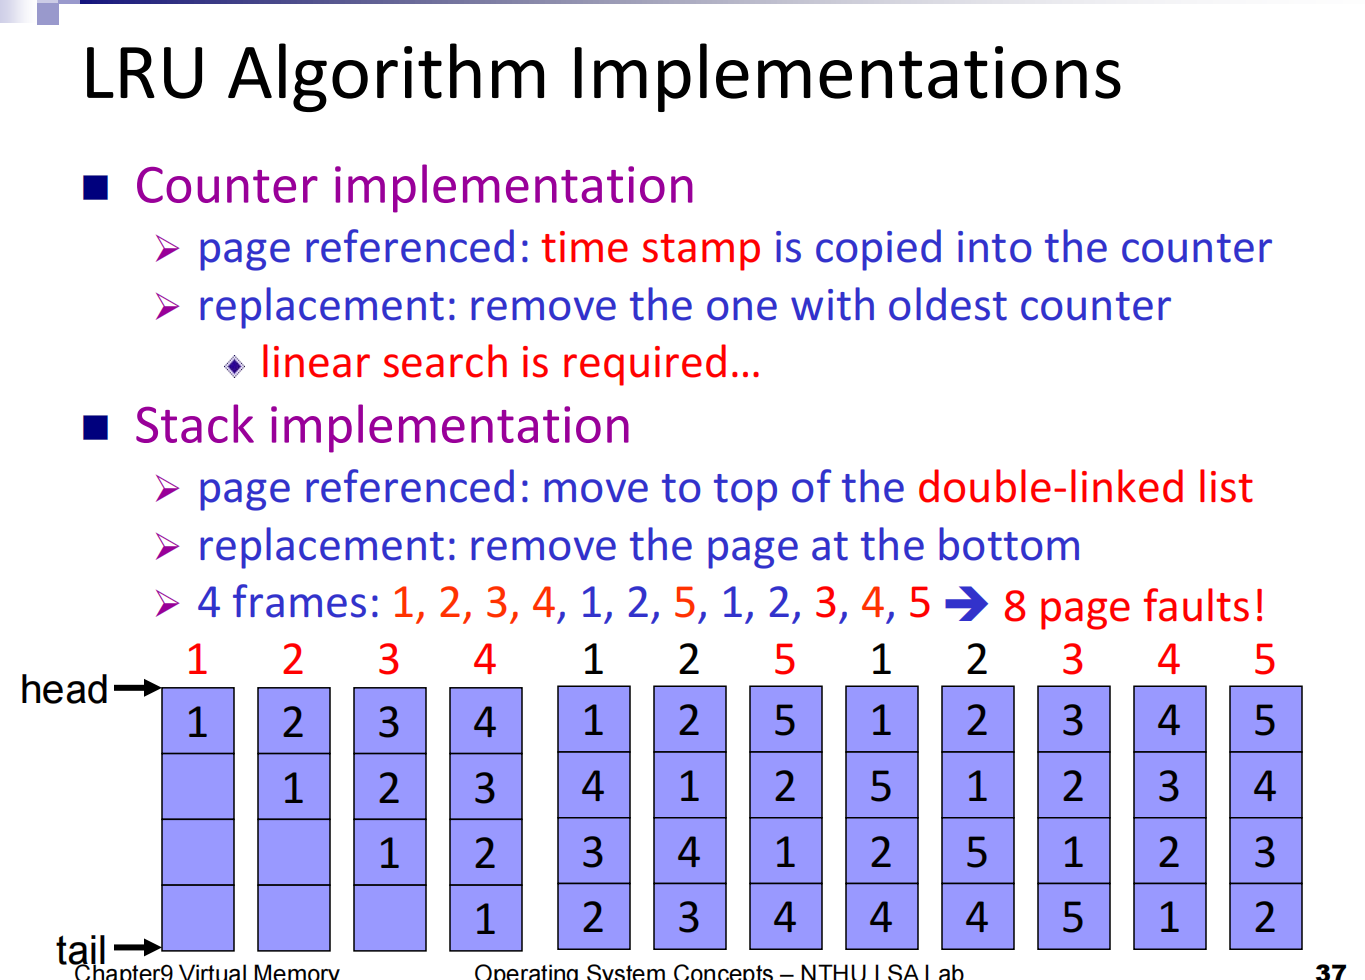 LRU Algorithm Implementations
Counter implementation
page referenced: time stamp is copied into the counter
replacement: remove the one with oldest counter
linear search is required…
Stack implementation
page referenced: move to top of the double-linked list
replacement: remove the page at the bottom
4 frames: 1, 2, 3, 4, 1, 2, 5, 1, 2, 3, 4, 5 ➔ 8 page faults!
1 2 3 4 1 2 5 1 2 3 4 5
head 1 2 3 4 1 2 5 1 2 3 4 5
1 2 3 4 1 2 5 1 2 3 4
1 2 3 4 1 2 5 1 2 3
1 2 3 4 4 4 5 1 2
tail
Chapter9 Virtual Memory Operating System Concepts – NTHU LSA Lab 37